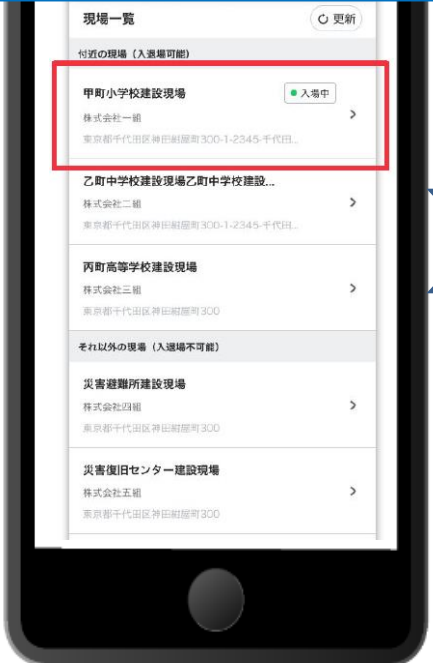 現場一覧
更新
付近の現場（入退場可能）
甲町小学校建設現場
入場中
株式会社一組
東京都千代田区神田紺屋町300-1-2345-千代田...
乙町中学校建設現場乙町中学校建設...
株式会社二組
東京都千代田区神田紺屋町300-1-2345-千代田...
丙町高等学校建設現場
株式会社三組
東京都千代田区神田紺屋町300
それ以外の現場（入退場不可能）
災害避難所建設現場
株式会社四組
東京都千代田区神田紺屋町300
災害復旧センター建設現場
株式会社五組
東京都千代田区神田紺屋町300